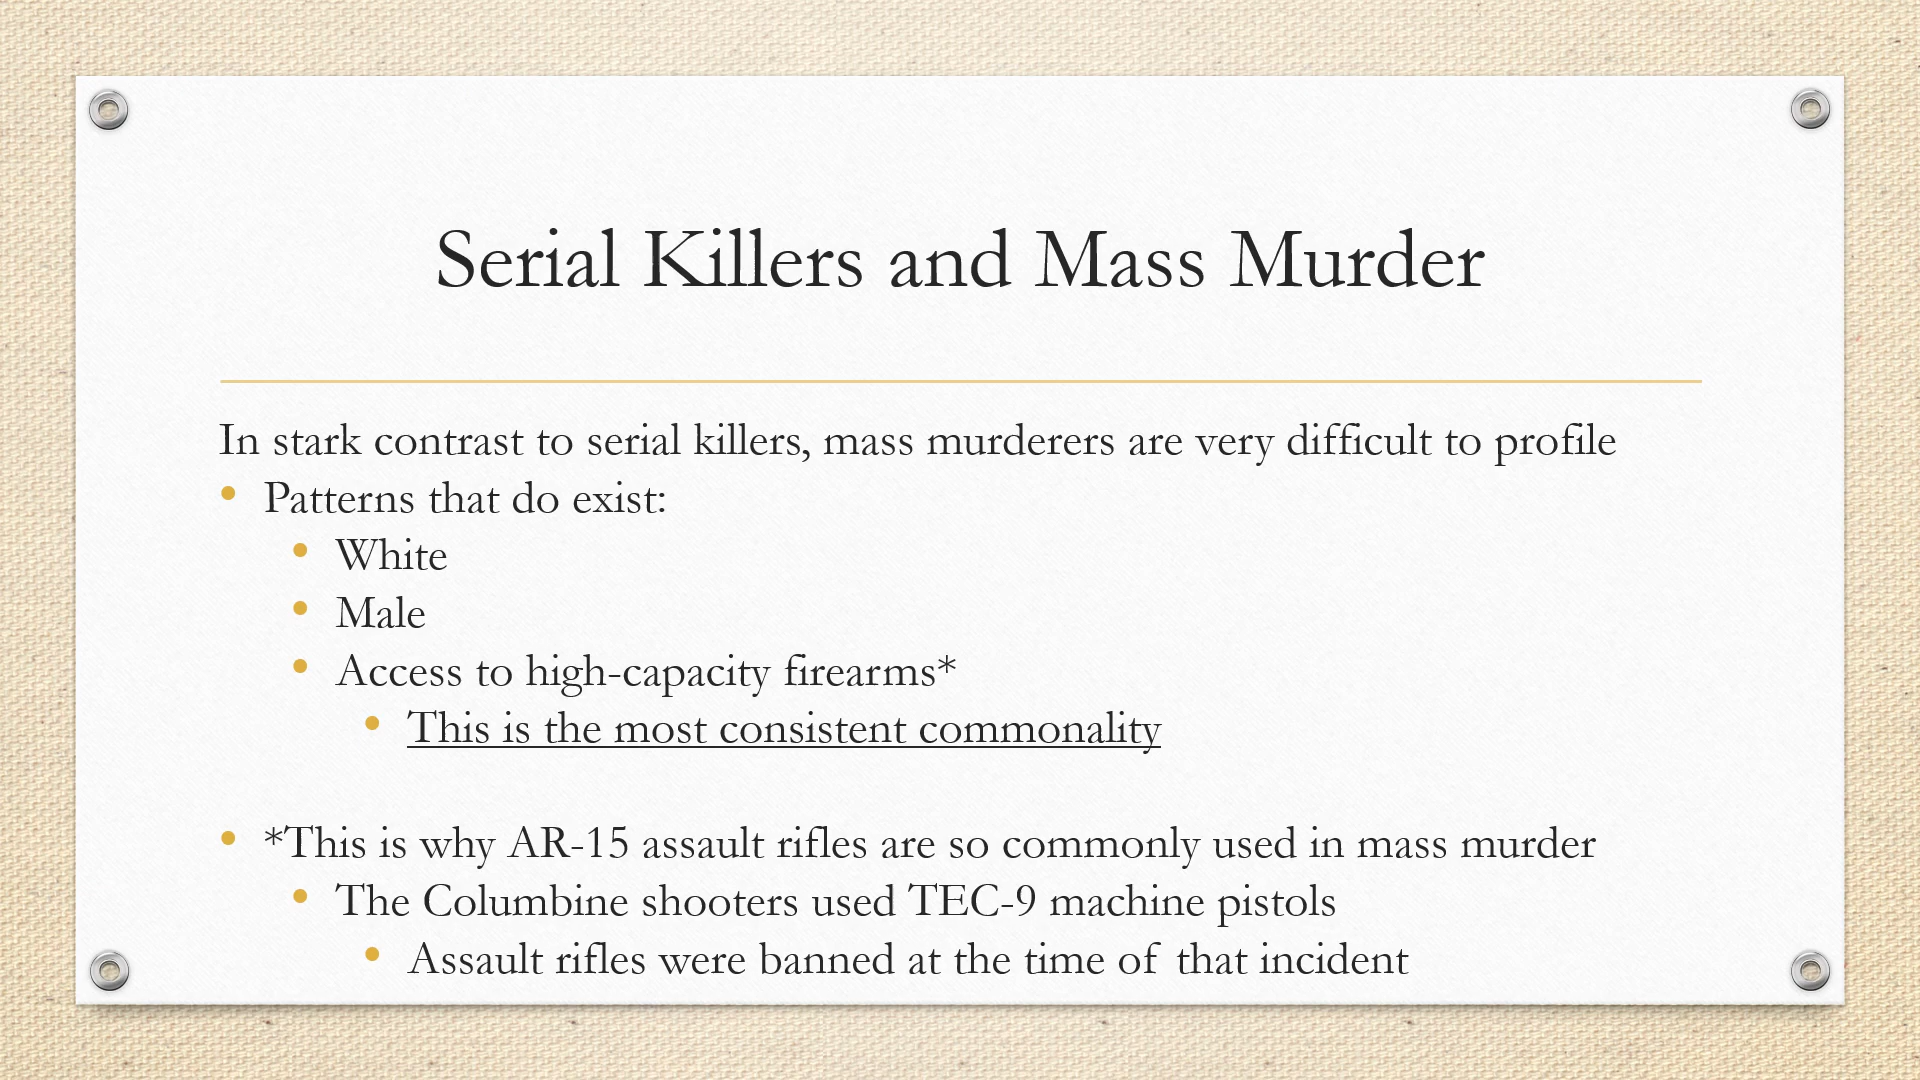 Serial Killers and Mass Murder
In stark contrast to serial killers, mass murderers are very difficult to profile
• Patterns that do exist:
• White
• Male
• Access to high-capacity firearms*
• This is the most consistent commonality
• *This is why AR-15 assault rifles are so commonly used in mass murder
• The Columbine shooters used TEC-9 machine pistols
• Assault rifles were banned at the time of that incident